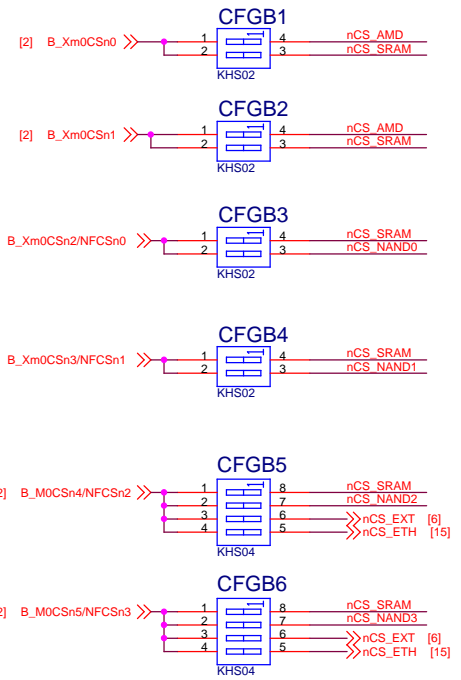 CFGB1
[2] B_Xm0CSn0 1 4 nCS_AMD
2 3 nCS_SRAM
KHS02
CFGB2
[2] B_Xm0CSn1 1 4 nCS_AMD
2 3 nCS_SRAM
KHS02
CFGB3
B_Xm0CSn2/NFCSn0 1 4 nCS_SRAM
2 3 nCS_NAND0
KHS02
CFGB4
B_Xm0CSn3/NFCSn1 1 4 nCS_SRAM
2 3 nCS_NAND1
KHS02
CFGB5
2] B_M0CSn4/NFCSn2 1 8 nCS_SRAM
2 7 nCS_NAND2
3 6 nCS_EXT [6]
4 5 nCS_ETH [15]
KHS04
CFGB6
2] B_M0CSn5/NFCSn3 1 8 nCS_SRAM
2 7 nCS_NAND3
3 6 nCS_EXT [6]
4 5 nCS_ETH [15]
KHS04